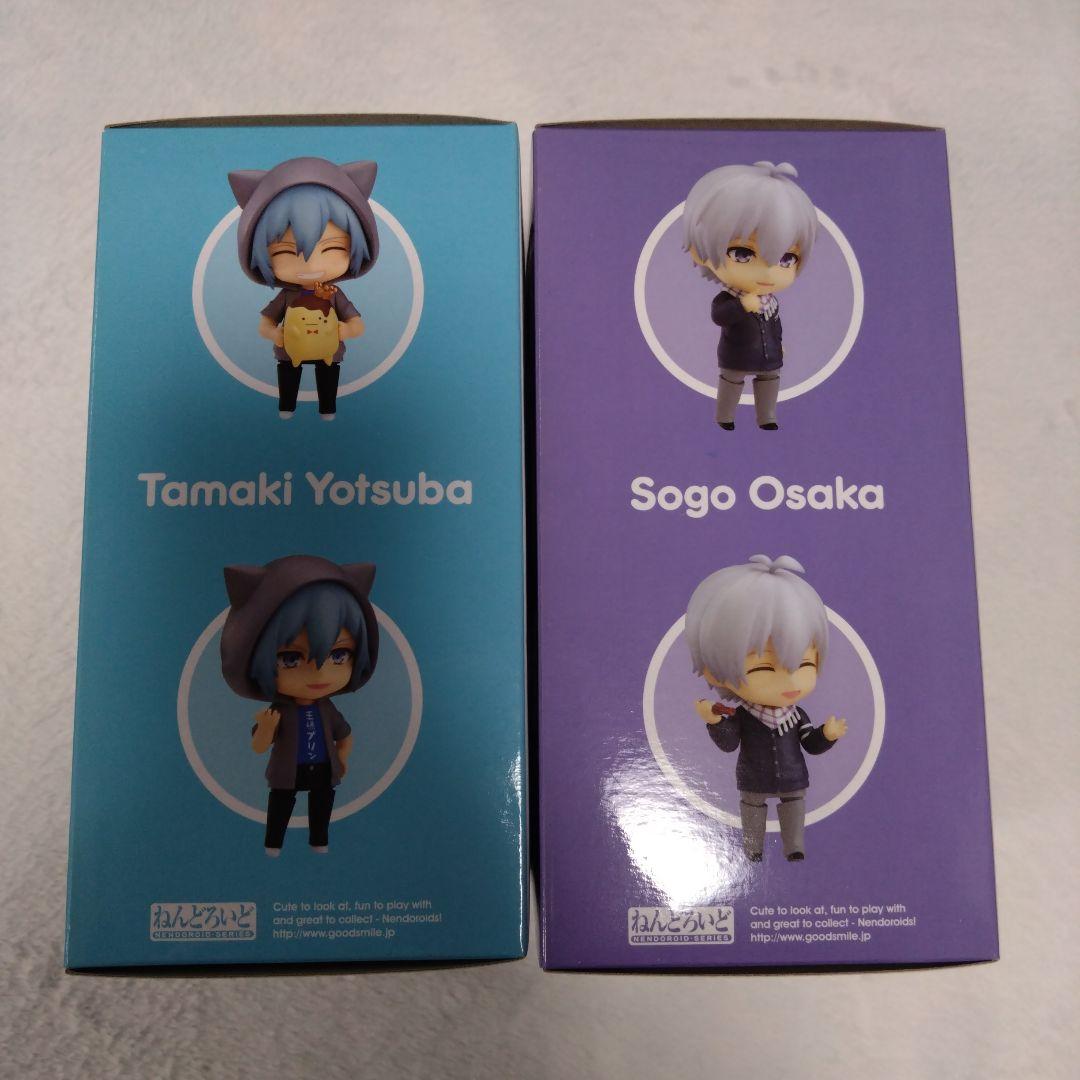 Tamaki Yotsuba
王様プリン
ねんどろいど
NENDOROID-SERIES
Cute to look at, fun to play with
and great to collect - Nendoroids!
http://www.goodsmile.jp
Sogo Osaka
ねんどろいど
NENDOROID-SERIES
Cute to look at, fun to play with
and great to collect - Nendoroids!
http://www.goodsmile.jp